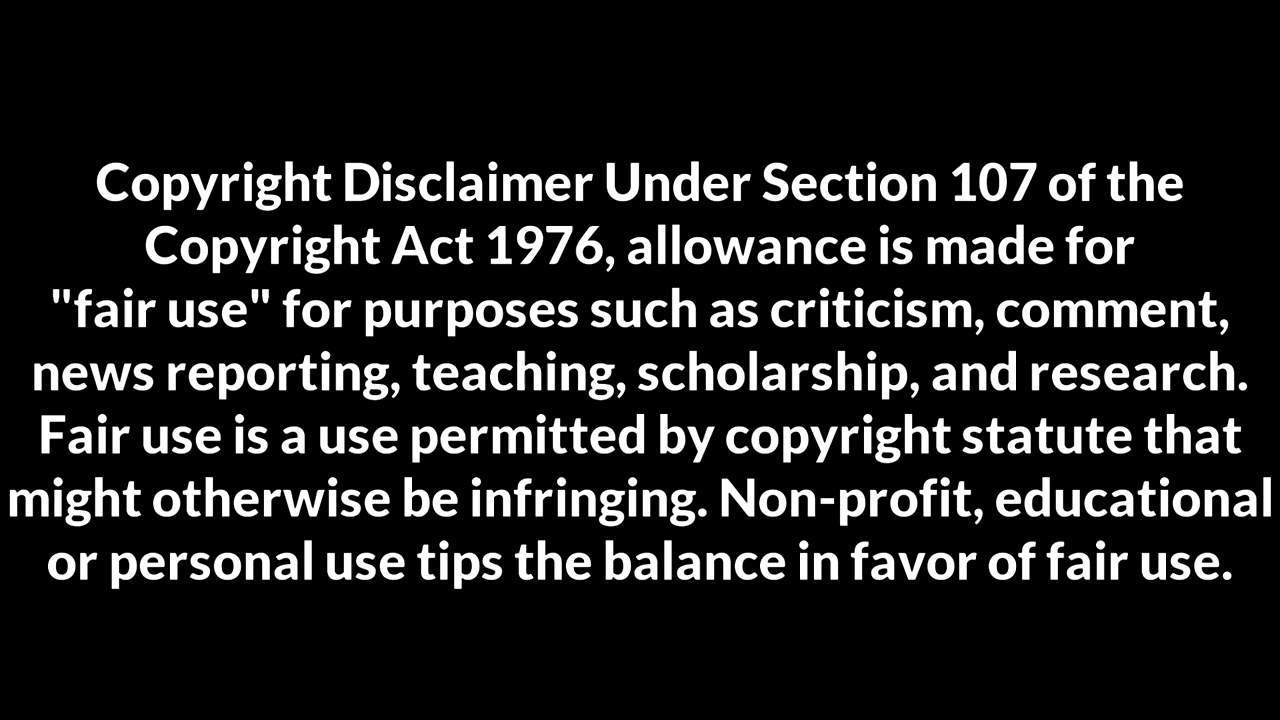 Copyright Disclaimer Under Section 107 of the
Copyright Act 1976, allowance is made for
"fair use" for purposes such as criticism, comment,
news reporting, teaching, scholarship, and research.
Fair use is a use permitted by copyright statute that
might otherwise be infringing. Non-profit, educational
or personal use tips the balance in favor of fair use.